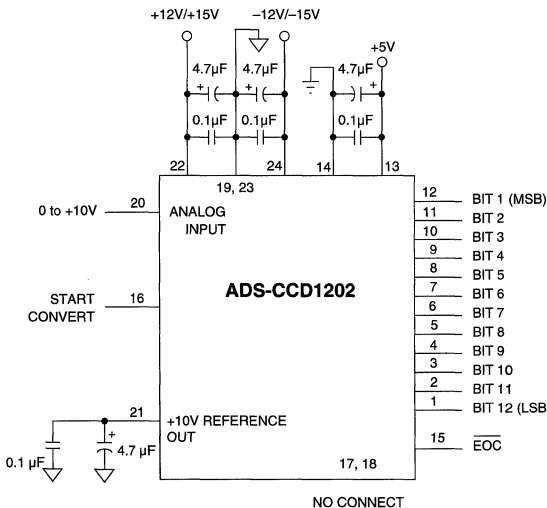 +12V/+15V
−12V/−15V
+5V
4.7µF
4.7µF
4.7µF
+
+
+
0.1µF
0.1µF
0.1µF
22
24
14
13
19, 23
0 to +10V
20
ANALOG
INPUT
START
CONVERT
16
ADS-CCD1202
12
BIT 1 (MSB)
11
BIT 2
10
BIT 3
9
BIT 4
8
BIT 5
7
BIT 6
6
BIT 7
5
BIT 8
4
BIT 9
3
BIT 10
2
BIT 11
1
BIT 12 (LSB
15
EOC
21
+10V REFERENCE
OUT
+
0.1 µF
4.7 µF
17, 18
NO CONNECT